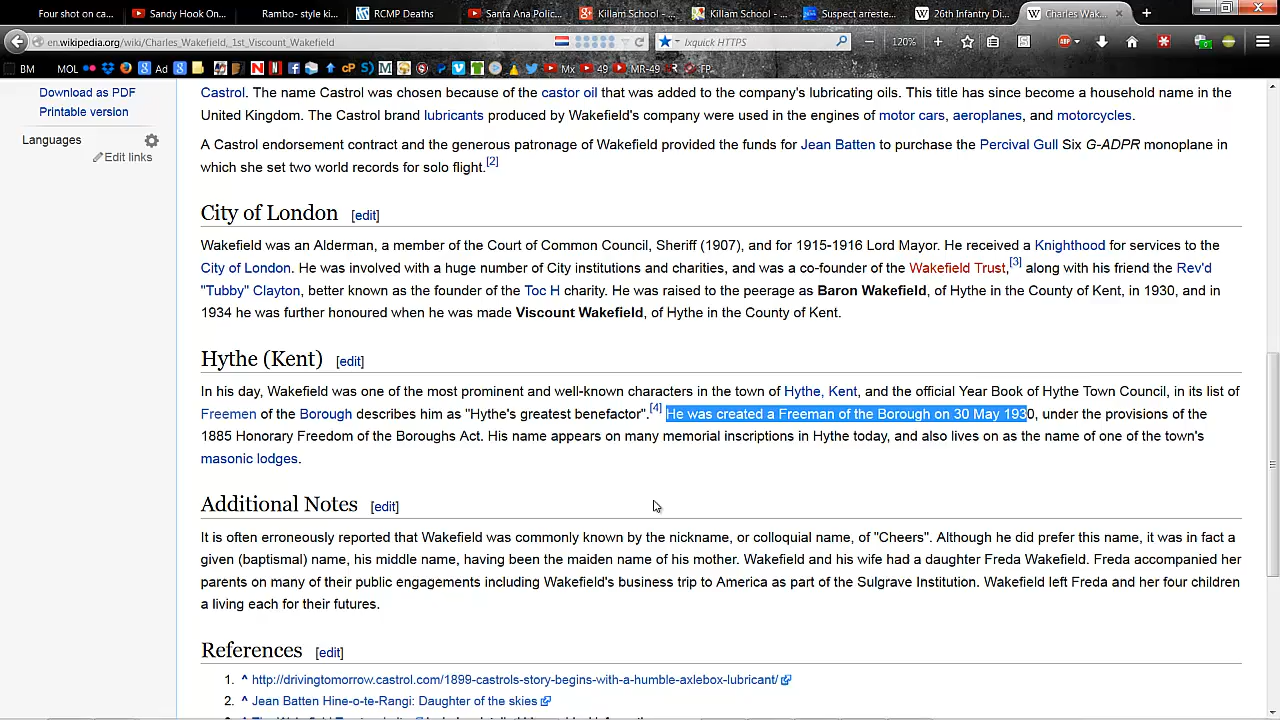 Four shot on ca...
Sandy Hook On...
Rambo- style ki...
RCMP Deaths
Santa Ana Polic...
Killam School - ...
Killam School - ...
Suspect arreste...
26th Infantry Di...
Charles Wak...
en.wikipedia.org/wiki/Charles_Wakefield,_1st_Viscount_Wakefield
Ixquick HTTPS
120%
BM MOL Ad Mx 49 MR-49 FP
Download as PDF
Printable version
Languages
Edit links
Castrol. The name Castrol was chosen because of the castor oil that was added to the company's lubricating oils. This title has since become a household name in the
United Kingdom. The Castrol brand lubricants produced by Wakefield's company were used in the engines of motor cars, aeroplanes, and motorcycles.
A Castrol endorsement contract and the generous patronage of Wakefield provided the funds for Jean Batten to purchase the Percival Gull Six G-ADPR monoplane in
which she set two world records for solo flight.[2]
City of London [edit]
Wakefield was an Alderman, a member of the Court of Common Council, Sheriff (1907), and for 1915-1916 Lord Mayor. He received a Knighthood for services to the
City of London. He was involved with a huge number of City institutions and charities, and was a co-founder of the Wakefield Trust,[3] along with his friend the Rev'd
"Tubby" Clayton, better known as the founder of the Toc H charity. He was raised to the peerage as Baron Wakefield, of Hythe in the County of Kent, in 1930, and in
1934 he was further honoured when he was made Viscount Wakefield, of Hythe in the County of Kent.
Hythe (Kent) [edit]
In his day, Wakefield was one of the most prominent and well-known characters in the town of Hythe, Kent, and the official Year Book of Hythe Town Council, in its list of
Freemen of the Borough describes him as "Hythe's greatest benefactor".[4] He was created a Freeman of the Borough on 30 May 1930, under the provisions of the
1885 Honorary Freedom of the Boroughs Act. His name appears on many memorial inscriptions in Hythe today, and also lives on as the name of one of the town's
masonic lodges.
Additional Notes [edit]
It is often erroneously reported that Wakefield was commonly known by the nickname, or colloquial name, of "Cheers". Although he did prefer this name, it was in fact a
given (baptismal) name, his middle name, having been the maiden name of his mother. Wakefield and his wife had a daughter Freda Wakefield. Freda accompanied her
parents on many of their public engagements including Wakefield's business trip to America as part of the Sulgrave Institution. Wakefield left Freda and her four children
a living each for their futures.
References [edit]
1. ^ http://drivingtomorrow.castrol.com/1899-castrols-story-begins-with-a-humble-axlebox-lubricant/
2. ^ Jean Batten Hine-o-te-Rangi: Daughter of the skies